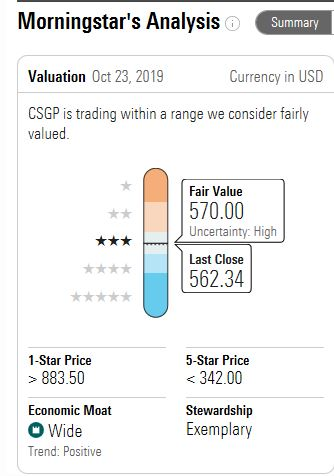 Morningstar's Analysis
Summary
Valuation Oct 23, 2019
Currency in USD
CSGP is trading within a range we consider fairly
valued.
★
★★
★★★
★★★★
★★★★★
Fair Value
570.00
Uncertainty: High
Last Close
562.34
1-Star Price
> 883.50
5-Star Price
< 342.00
Economic Moat
Wide
Trend: Positive
Stewardship
Exemplary